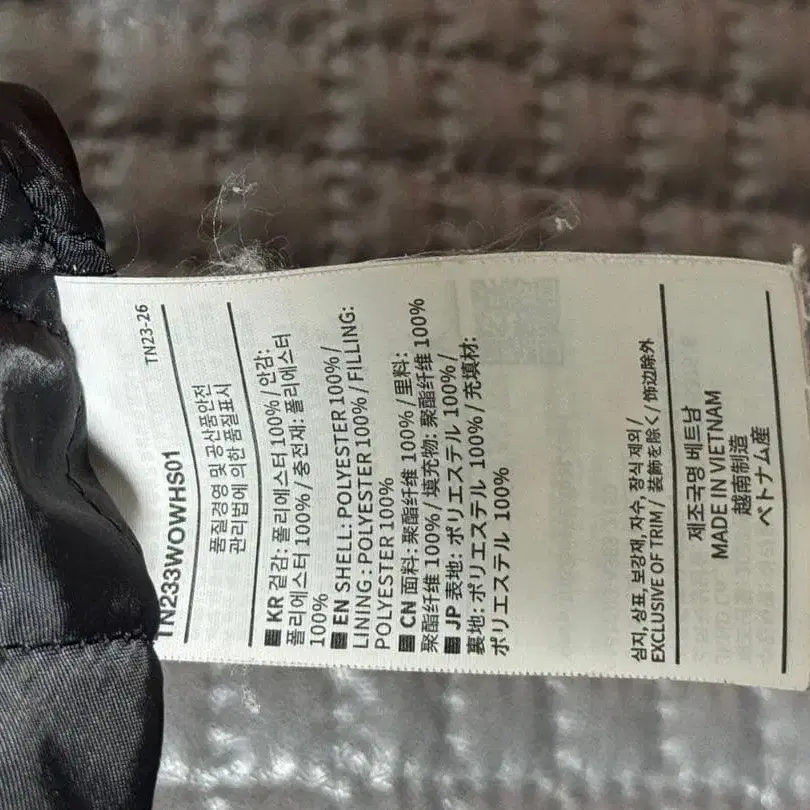 TN23-26
TN233WOWHS01
품질경영 및 공산품안전
관리법에 의한 품질표시
KR 겉감: 폴리에스터 100% / 안감:
폴리에스터 100% / 충전재: 폴리에스터
100%
EN SHELL: POLYESTER 100% /
LINING: POLYESTER 100% / FILLING:
POLYESTER 100%
CN 面料: 聚酯纤维 100% / 里料:
聚酯纤维 100% / 填充物: 聚酯纤维 100%
JP 表地: ポリエステル 100% /
裏地: ポリエステル 100% / 充填材:
ポリエステル 100%
심지, 상표, 보강재, 자수, 장식 제외 /
EXCLUSIVE OF TRIM / 装飾を除く / 饰边除外
제조국명 베트남
MADE IN VIETNAM
越南制造
ベトナム産